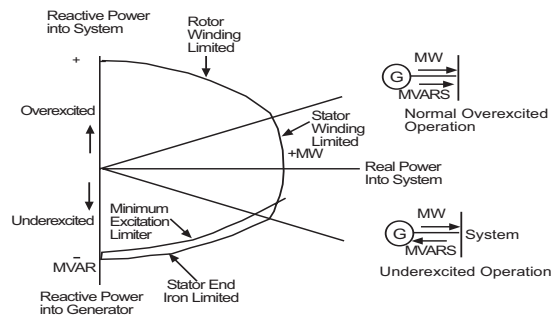 Reactive Power
into System
Rotor
Winding
Limited
+
Overexcited
Stator
Winding
Limited
+MW
Real Power
Into System
Underexcited
Minimum
Excitation
Limiter
–
MVAR
Stator End
Iron Limited
Reactive Power
into Generator
MW
G
MVARS
Normal Overexcited
Operation
MW
G
System
MVARS
Underexcited Operation